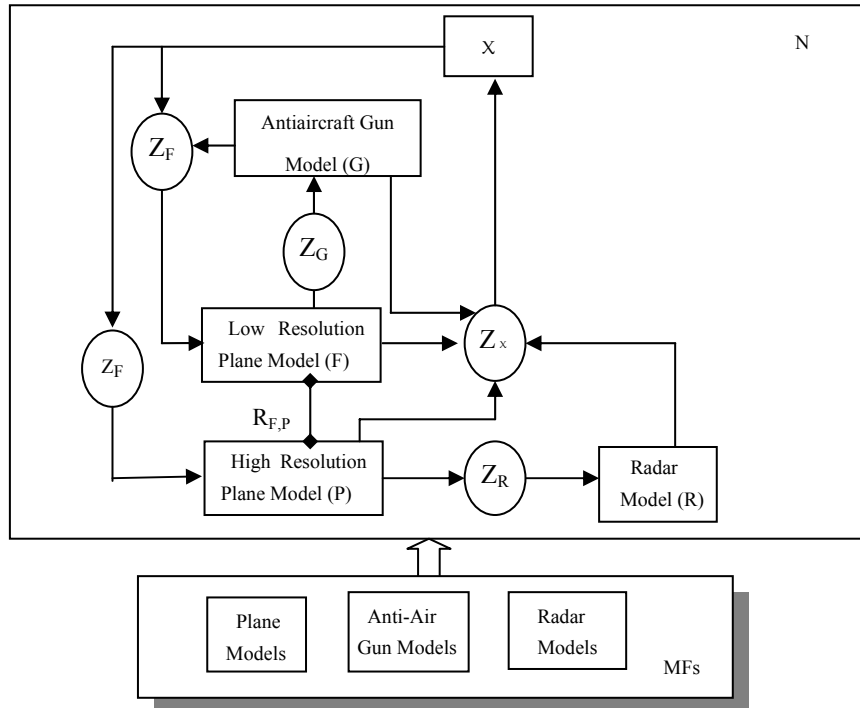 X
N
Antiaircraft Gun
Model (G)
Z_F
Z_G
Low Resolution
Plane Model (F)
Z_X
Z_F
R_F,P
High Resolution
Plane Model (P)
Z_R
Radar
Model (R)
Plane
Models
Anti-Air
Gun Models
Radar
Models
MFs